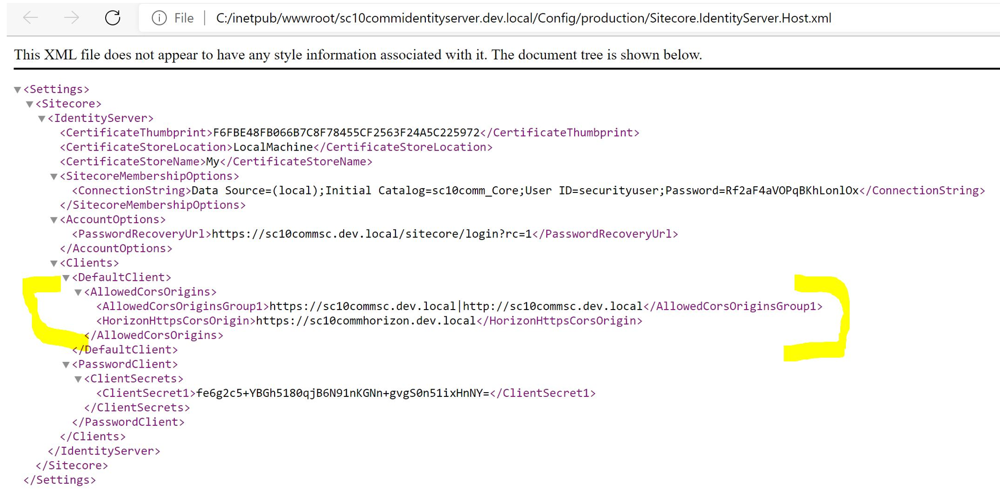 File | C:/inetpub/wwwroot/sc10commidentityserver.dev.local/Config/production/Sitecore.IdentityServer.Host.xml
This XML file does not appear to have any style information associated with it. The document tree is shown below.
▼<Settings>
▼<Sitecore>
▼<IdentityServer>
<CertificateThumbprint>F6FBE48FB066B7C8F78455CF2563F24A5C225972</CertificateThumbprint>
<CertificateStoreLocation>LocalMachine</CertificateStoreLocation>
<CertificateStoreName>My</CertificateStoreName>
▼<SitecoreMembershipOptions>
<ConnectionString>Data Source=(local);Initial Catalog=sc10comm_Core;User ID=securityuser;Password=Rf2aF4aVOPqBKhLonlOx</ConnectionString>
</SitecoreMembershipOptions>
▼<AccountOptions>
<PasswordRecoveryUrl>https://sc10commsc.dev.local/sitecore/login?rc=1</PasswordRecoveryUrl>
</AccountOptions>
▼<Clients>
▼<DefaultClient>
▼<AllowedCorsOrigins>
<AllowedCorsOriginsGroup1>https://sc10commsc.dev.local|http://sc10commsc.dev.local</AllowedCorsOriginsGroup1>
<HorizonHttpsCorsOrigin>https://sc10commhorizon.dev.local</HorizonHttpsCorsOrigin>
</AllowedCorsOrigins>
</DefaultClient>
▼<PasswordClient>
▼<ClientSecrets>
<ClientSecret1>fe6g2c5+YBGh5180qjB6N91nKGNn+gvgS0n51ixHnNY=</ClientSecret1>
</ClientSecrets>
</PasswordClient>
</Clients>
</IdentityServer>
</Sitecore>
</Settings>